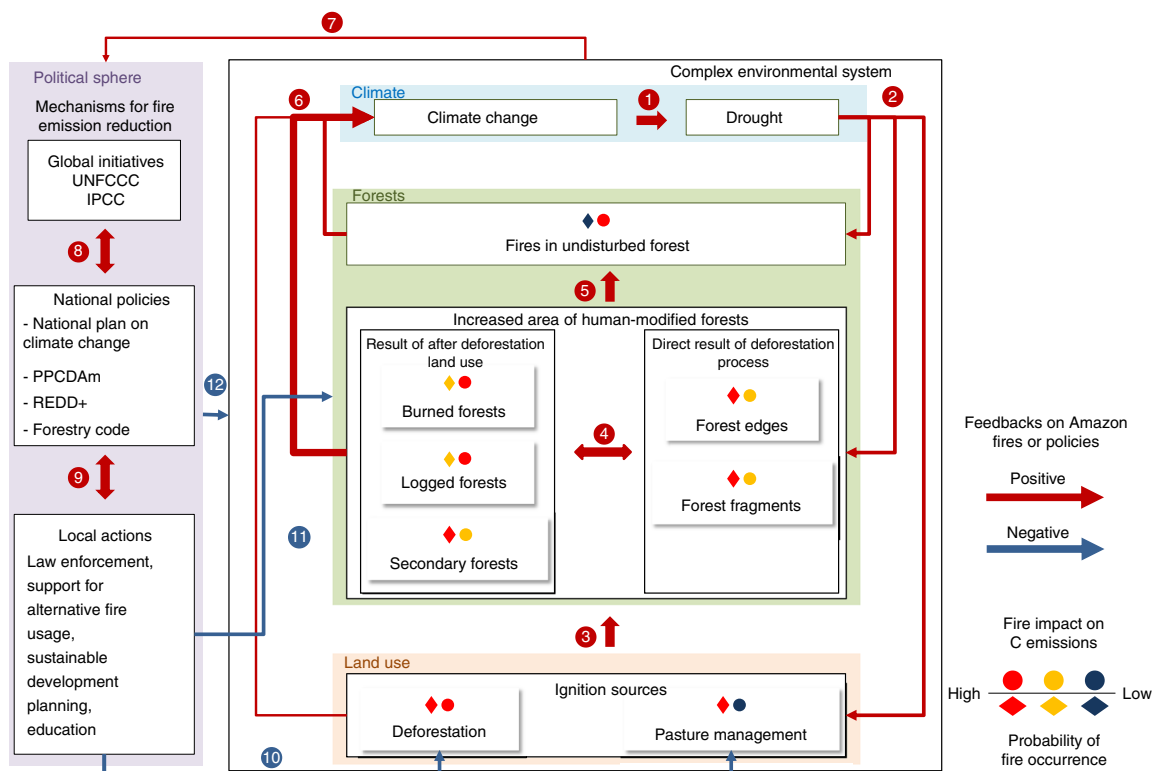 7
Political sphere
Mechanisms for fire
emission reduction
Global initiatives
UNFCCC
IPCC
8
National policies
- National plan on
climate change
- PPCDAm
- REDD+
- Forestry code
9
Local actions
Law enforcement,
support for
alternative fire
usage,
sustainable
development
planning,
education
12
11
10
Complex environmental system
6
Climate
Climate change
1
Drought
2
Forests
Fires in undisturbed forest
5
Increased area of human-modified forests
Result of after deforestation
land use
Burned forests
Logged forests
Secondary forests
4
Direct result of deforestation
process
Forest edges
Forest fragments
3
Land use
Ignition sources
Deforestation
Pasture management
Feedbacks on Amazon
fires or policies
Positive
Negative
Fire impact on
C emissions
High
Low
Probability of
fire occurrence